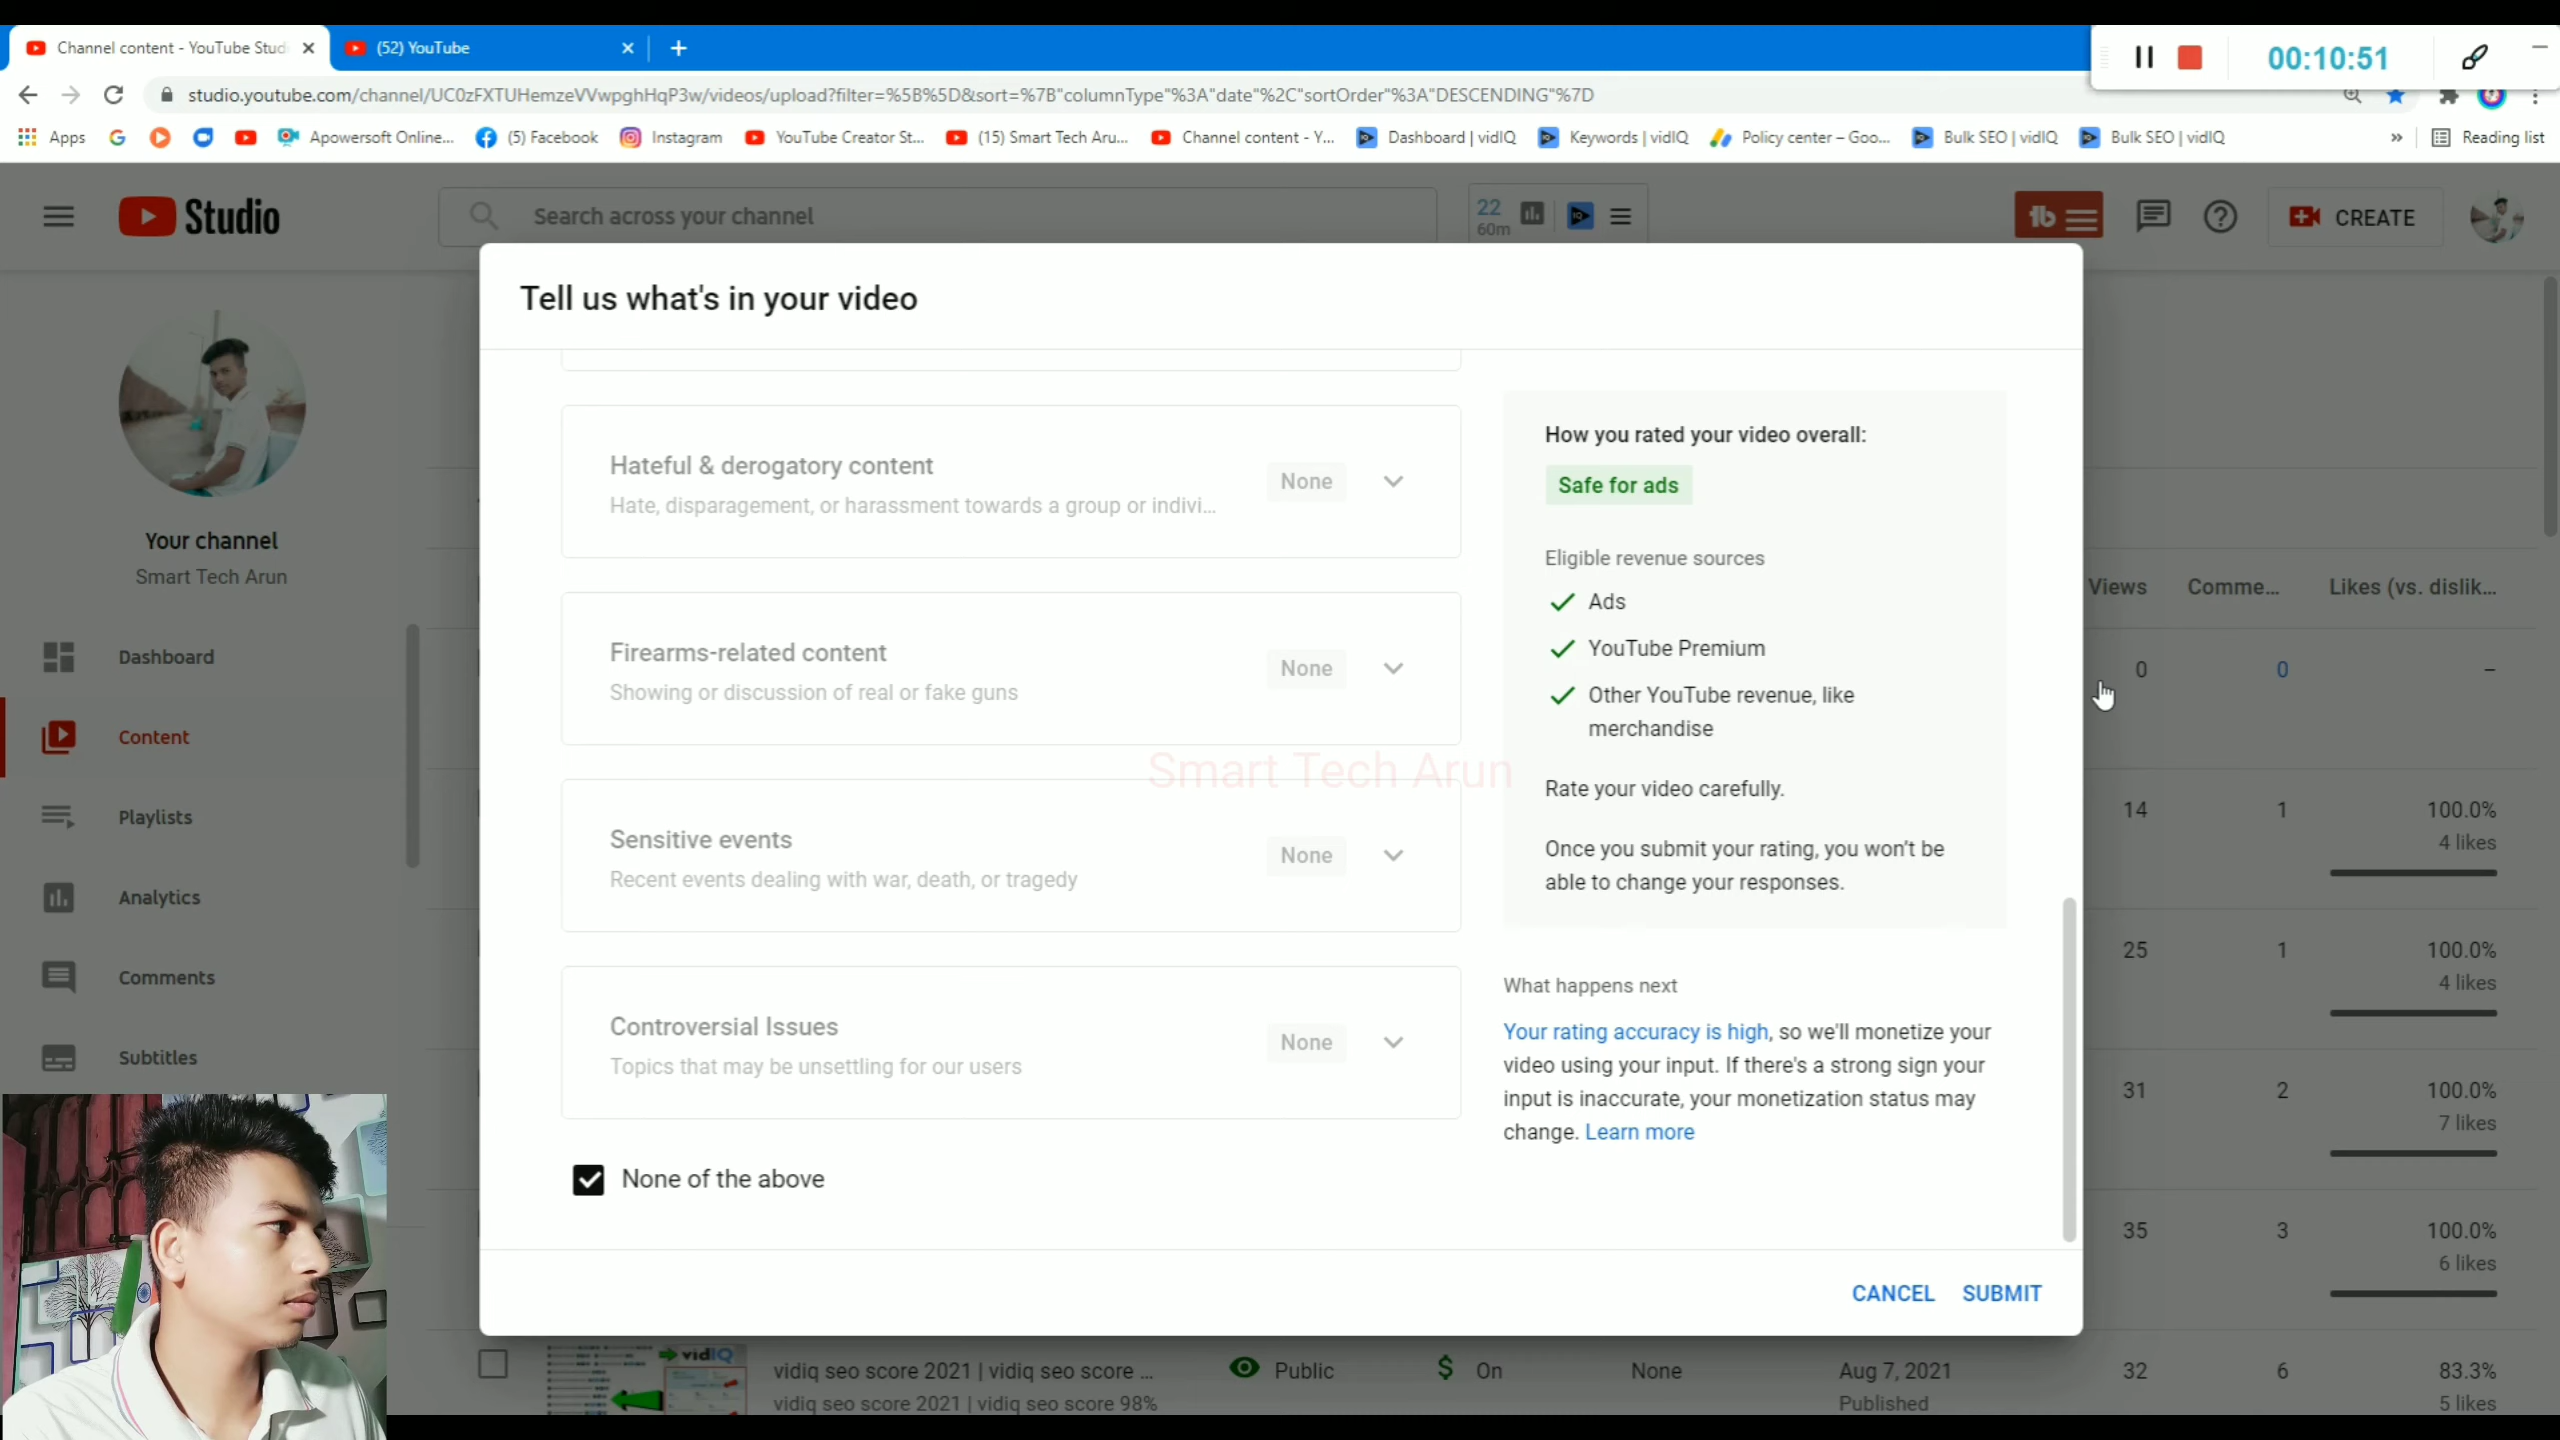 Channel content - YouTube Studi
(52) YouTube
00:10:51
studio.youtube.com/channel/UC0zFXTUHemzeVVwpghHqP3w/videos/upload?filter=%5B%5D&sort=%7B"columnType"%3A"date"%2C"sortOrder"%3A"DESCENDING"%7D
Apps
Apowersoft Online...
(5) Facebook
Instagram
YouTube Creator St...
(15) Smart Tech Aru...
Channel content - Y...
Dashboard | vidIQ
Keywords | vidIQ
Policy center – Goo...
Bulk SEO | vidIQ
Bulk SEO | vidIQ
»
Reading list
Studio
Search across your channel
22
60m
CREATE
Tell us what's in your video
Your channel
Smart Tech Arun
Dashboard
Content
Playlists
Analytics
Comments
Subtitles
Hateful & derogatory content
Hate, disparagement, or harassment towards a group or indivi...
None
Firearms-related content
Showing or discussion of real or fake guns
None
Sensitive events
Recent events dealing with war, death, or tragedy
None
Controversial Issues
Topics that may be unsettling for our users
None
None of the above
Smart Tech Arun
How you rated your video overall:
Safe for ads
Eligible revenue sources
Ads
YouTube Premium
Other YouTube revenue, like
merchandise
Rate your video carefully.
Once you submit your rating, you won't be
able to change your responses.
What happens next
Your rating accuracy is high, so we'll monetize your
video using your input. If there's a strong sign your
input is inaccurate, your monetization status may
change. Learn more
CANCEL SUBMIT
Views Comme... Likes (vs. dislik...
0 0 –
14 1 100.0%
4 likes
25 1 100.0%
4 likes
31 2 100.0%
7 likes
35 3 100.0%
6 likes
vidIQ
vidiq seo score 2021 | vidiq seo score ...
vidiq seo score 2021 | vidiq seo score 98%
Public
On
None
Aug 7, 2021
Published
32 6 83.3%
5 likes